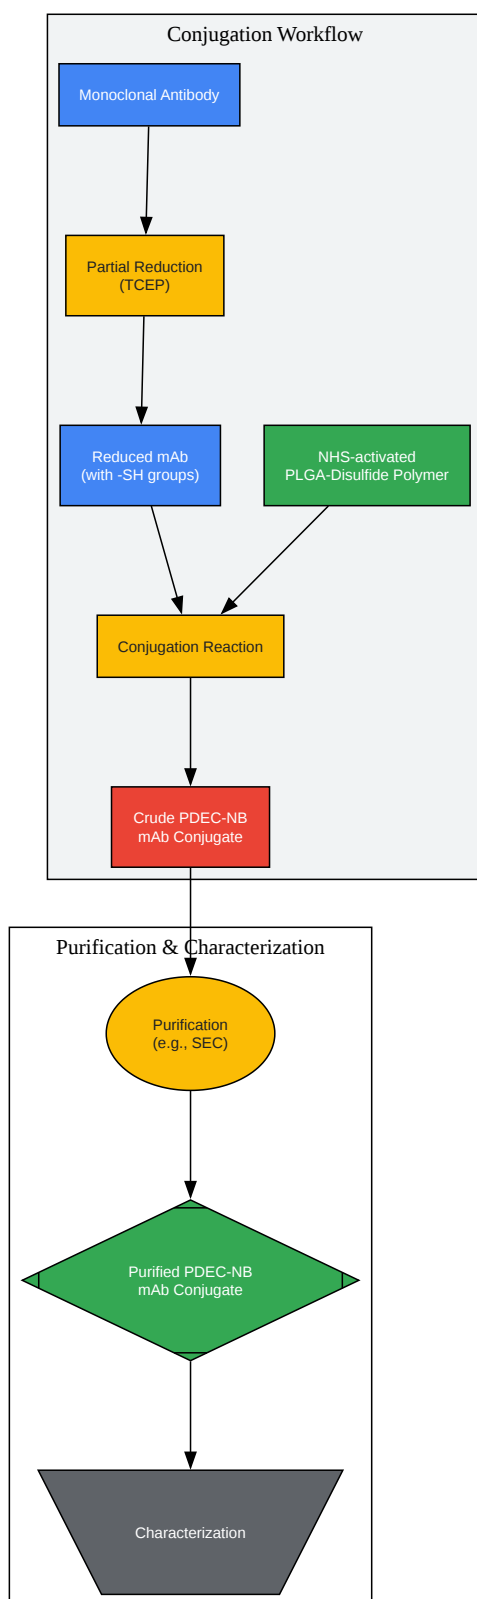 Conjugation Workflow
Monoclonal Antibody
Partial Reduction
(TCEP)
Reduced mAb
(with -SH groups)
NHS-activated
PLGA-Disulfide Polymer
Conjugation Reaction
Crude PDEC-NB
mAb Conjugate
Purification & Characterization
Purification
(e.g., SEC)
Purified PDEC-NB
mAb Conjugate
Characterization